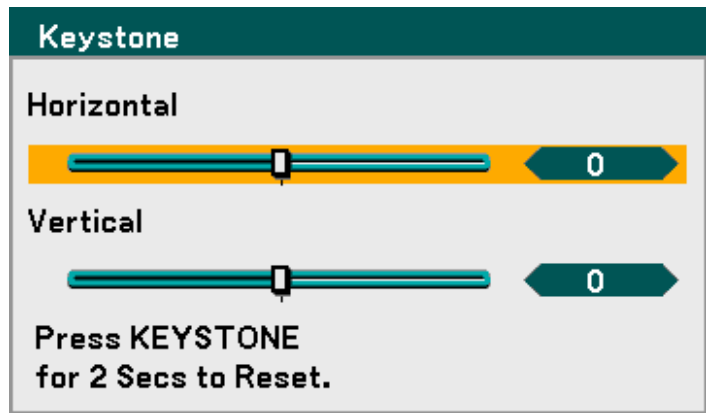 Keystone
Horizontal
0
Vertical
0
Press KEYSTONE
for 2 Secs to Reset.